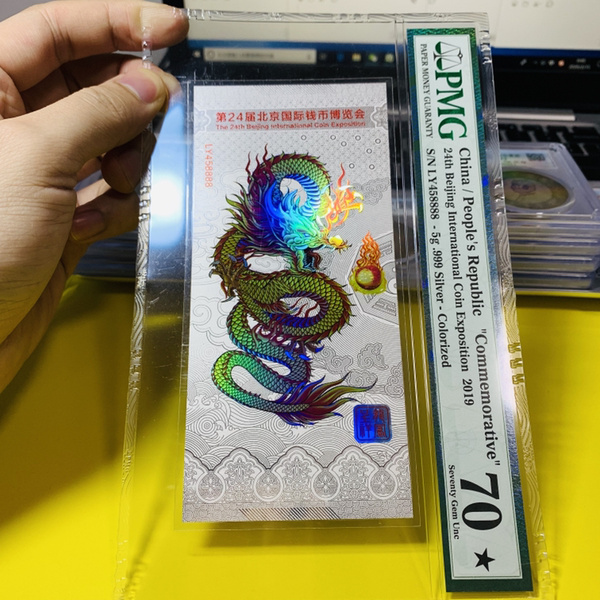 第24届北京国际钱币博览会
The 24th Beijing International Coin Exposition
LY458888
PMG
PAPER MONEY GUARANTY
China / People's Republic "Commemorative"
24th Beijing International Coin Exposition 2019
S/N LY458888 - 5g .999 Silver - Colorized
70 ★
Seventy Gem Unc